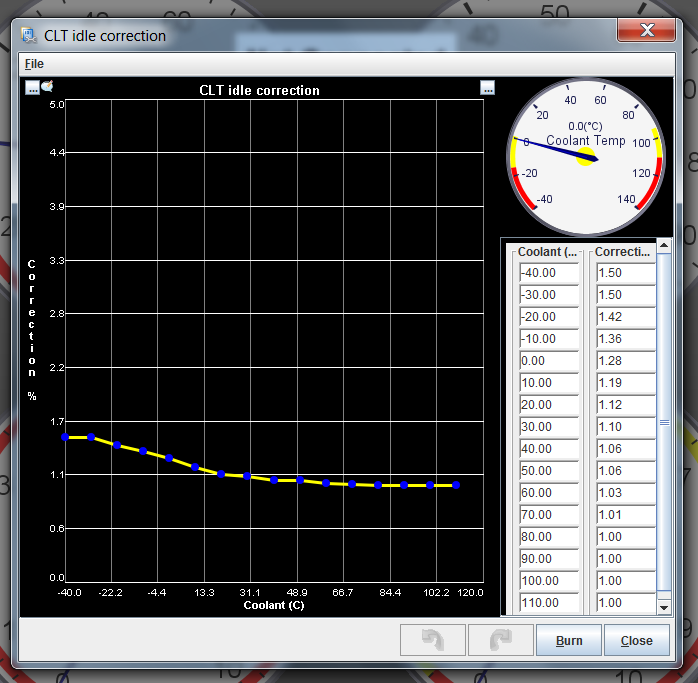 CLT idle correction
File
...
CLT idle correction
...
5.0
4.4
3.9
3.3
2.8
2.2
1.7
1.1
0.6
0.0
Correction %
-40.0 -22.2 -4.4 13.3 31.1 48.9 66.7 84.4 102.2 120.0
Coolant (C)
-40 -20 0 20 40 60 80 100 120 140
0.0(°C)
Coolant Temp
Coolant (... Correcti...
-40.00 1.50
-30.00 1.50
-20.00 1.42
-10.00 1.36
0.00 1.28
10.00 1.19
20.00 1.12
30.00 1.10
40.00 1.06
50.00 1.06
60.00 1.03
70.00 1.01
80.00 1.00
90.00 1.00
100.00 1.00
110.00 1.00
Burn Close